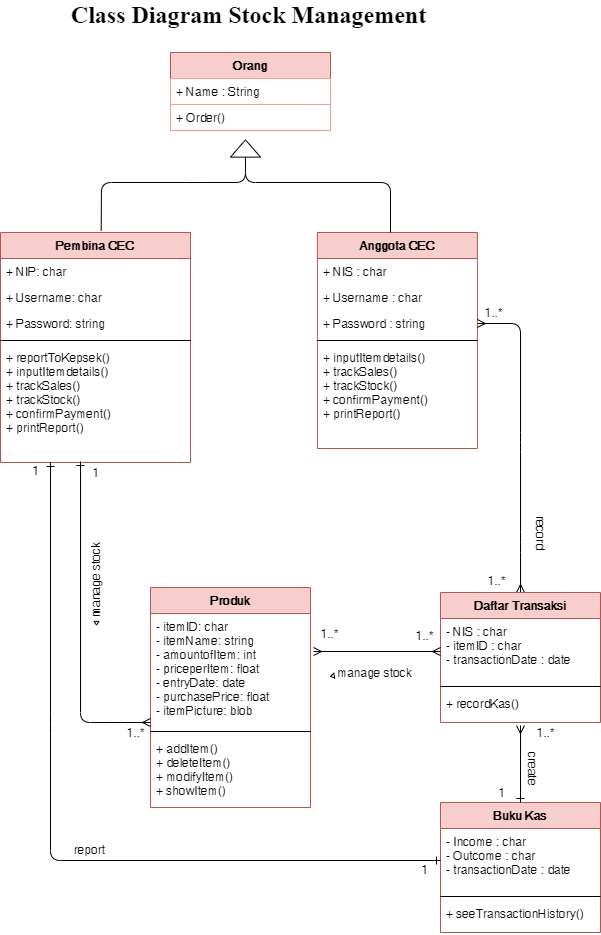 Class Diagram Stock Management
Orang
+ Name : String
+ Order()
Pembina CEC
+ NIP: char
+ Username: char
+ Password: string
+ reportToKepsek()
+ inputItemdetails()
+ trackSales()
+ trackStock()
+ confirmPayment()
+ printReport()
Anggota CEC
+ NIS : char
+ Username : char
+ Password : string
+ inputItemdetails()
+ trackSales()
+ trackStock()
+ confirmPayment()
+ printReport()
1..*
1
1
manage stock
record
1..*
Produk
- itemID: char
- itemName: string
- amountofItem: int
- priceperItem: float
- entryDate: date
- purchasePrice: float
- itemPicture: blob
+ addItem()
+ deleteItem()
+ modifyItem()
+ showItem()
1..*
1..*
1..*
manage stock
Daftar Transaksi
- NIS : char
- itemID : char
- transactionDate : date
+ recordKas()
1..*
create
1
Buku Kas
- Income : char
- Outcome : char
- transactionDate : date
+ seeTransactionHistory()
report
1